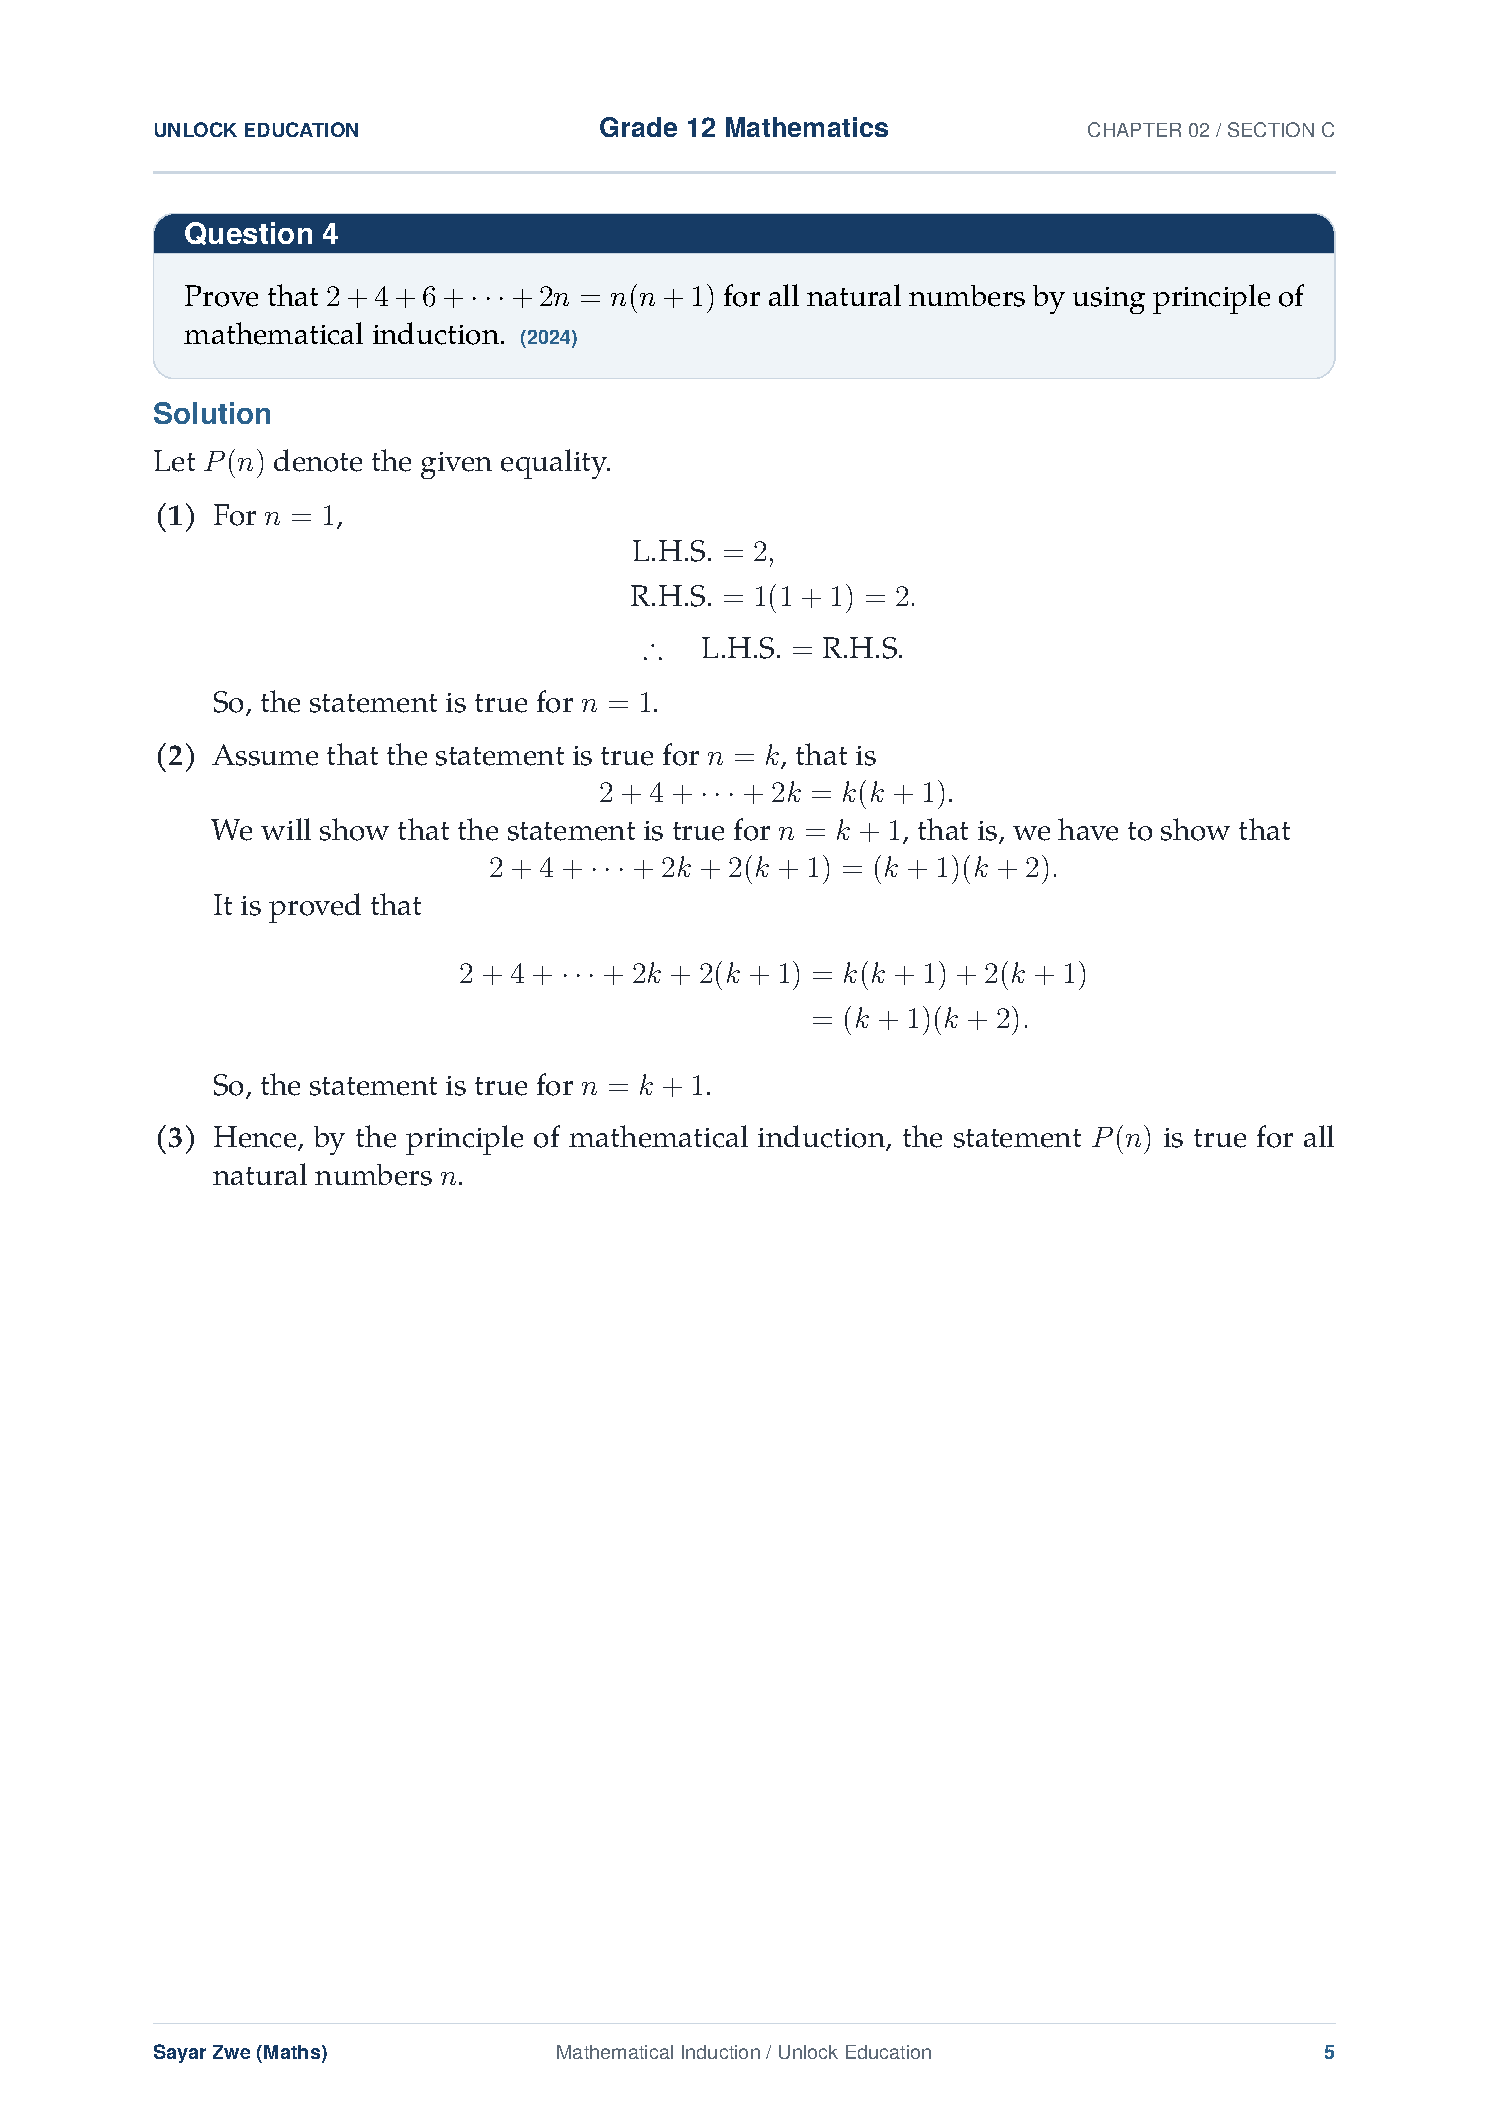 UNLOCK EDUCATION Grade 12 Mathematics CHAPTER 02 / SECTION C
Question 4
Prove that 2 + 4 + 6 + ⋯ + 2n = n(n + 1) for all natural numbers by using principle of
mathematical induction. (2024)
Solution
Let P(n) denote the given equality.
(1) For n = 1,
L.H.S. = 2,
R.H.S. = 1(1 + 1) = 2.
∴ L.H.S. = R.H.S.
So, the statement is true for n = 1.
(2) Assume that the statement is true for n = k, that is
2 + 4 + ⋯ + 2k = k(k + 1).
We will show that the statement is true for n = k + 1, that is, we have to show that
2 + 4 + ⋯ + 2k + 2(k + 1) = (k + 1)(k + 2).
It is proved that
2 + 4 + ⋯ + 2k + 2(k + 1) = k(k + 1) + 2(k + 1)
= (k + 1)(k + 2).
So, the statement is true for n = k + 1.
(3) Hence, by the principle of mathematical induction, the statement P(n) is true for all
natural numbers n.
Sayar Zwe (Maths) Mathematical Induction / Unlock Education 5